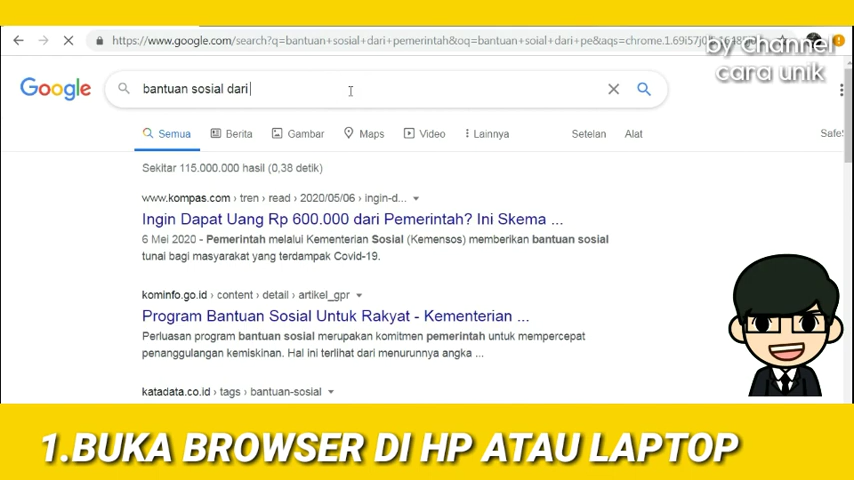 https://www.google.com/search?q=bantuan+sosial+dari+pemerintah&oq=bantuan+soial+dari+pe&aqs=chrome.1.69i57j0
by Channel
cara unik
Google
bantuan sosial dari
Semua Berita Gambar Maps Video Lainnya Setelan Alat Safe
Sekitar 115.000.000 hasil (0,38 detik)
www.kompas.com › tren › read › 2020/05/06 › ingin-d...
Ingin Dapat Uang Rp 600.000 dari Pemerintah? Ini Skema ...
6 Mei 2020 - Pemerintah melalui Kementerian Sosial (Kemensos) memberikan bantuan sosial
tunai bagi masyarakat yang terdampak Covid-19.
kominfo.go.id › content › detail › artikel_gpr
Program Bantuan Sosial Untuk Rakyat - Kementerian ...
Perluasan program bantuan sosial merupakan komitmen pemerintah untuk mempercepat
penanggulangan kemiskinan. Hal ini terlihat dari menurunnya angka ...
katadata.co.id › tags › bantuan-sosial
1.BUKA BROWSER DI HP ATAU LAPTOP